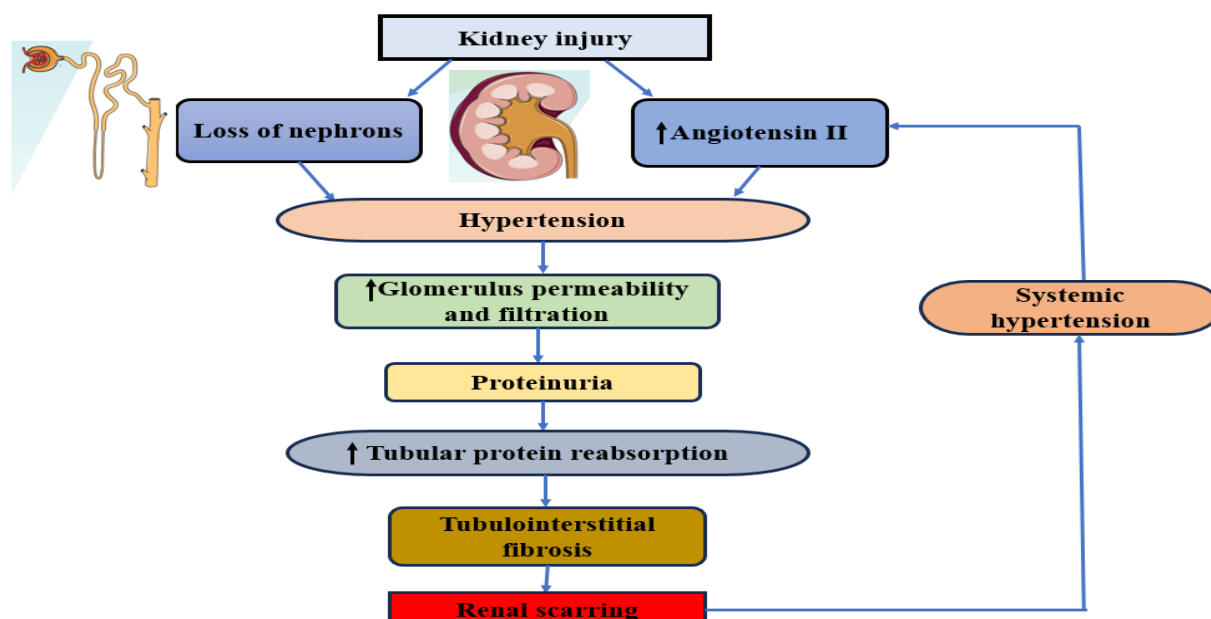 Kidney injury
Loss of nephrons
↑Angiotensin II
Hypertension
↑Glomerulus permeability
and filtration
Proteinuria
↑ Tubular protein reabsorption
Tubulointerstitial
fibrosis
Renal scarring
Systemic
hypertension